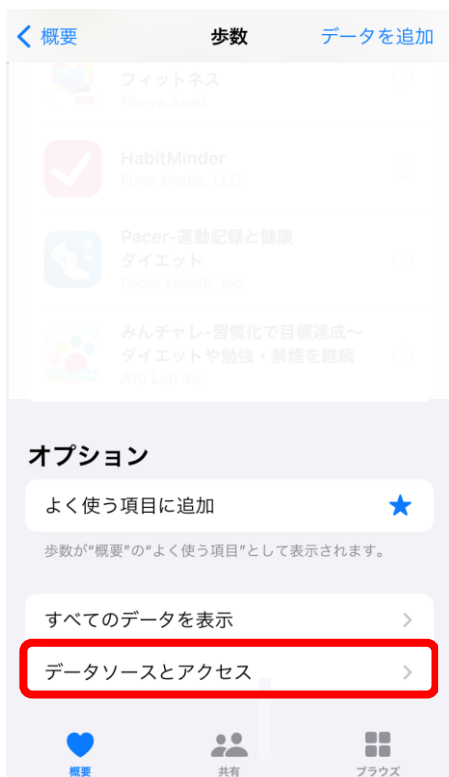 概要
歩数
データを追加
フィットネス
Naoya Araki
HabitMinder
Funn Media, LLC
Pacer-運動記録と健康
ダイエット
Pacer Health, Inc
みんチャレ-習慣化で目標達成〜
ダイエットや勉強・禁煙を継続
A10 Lab Inc.
オプション
よく使う項目に追加
歩数が“概要”の“よく使う項目”として表示されます。
すべてのデータを表示
データソースとアクセス
概要
共有
ブラウズ